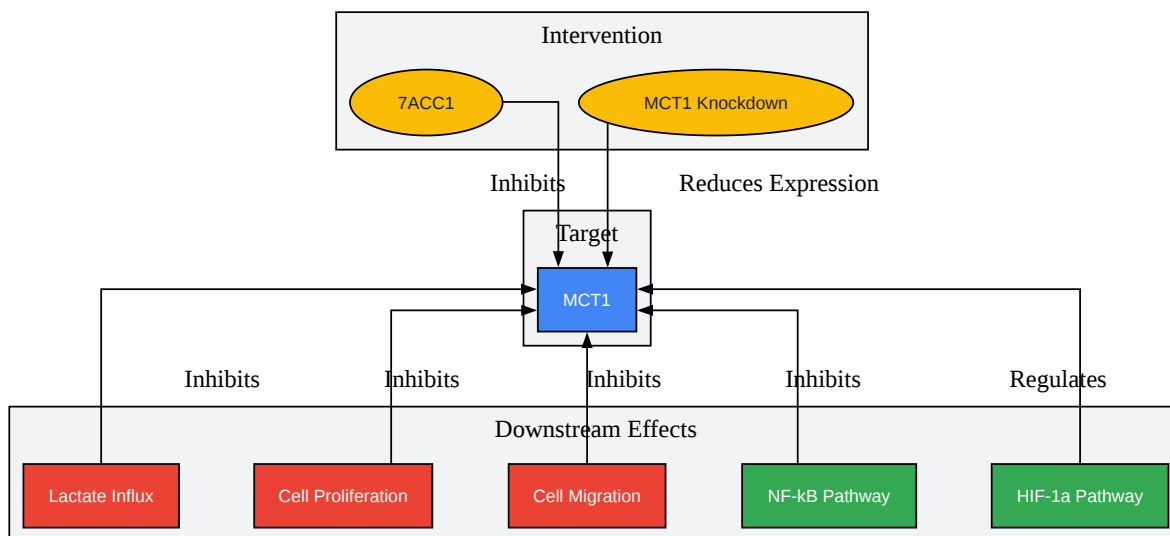 Intervention
7ACC1
MCT1 Knockdown
Inhibits
Reduces Expression
Target
MCT1
Inhibits
Inhibits
Inhibits
Inhibits
Regulates
Downstream Effects
Lactate Influx
Cell Proliferation
Cell Migration
NF-kB Pathway
HIF-1a Pathway